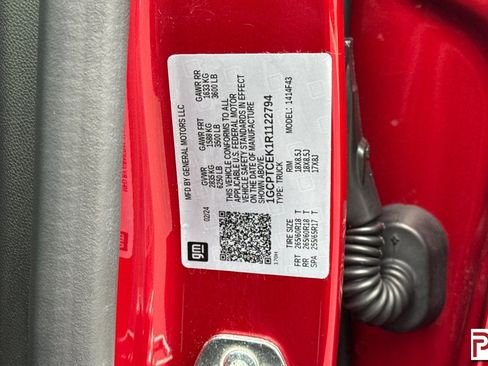 MFD BY GENERAL MOTORS LLC
02/24
GVWR
2835 KG
6250 LB
GAWR FRT
1588 KG
3500 LB
GAWR RR
1633 KG
3600 LB
THIS VEHICLE CONFORMS TO ALL
APPLICABLE U.S. FEDERAL MOTOR
VEHICLE SAFETY STANDARDS IN EFFECT
SHOWN ABOVE.
ON THE DATE OF MANUFACTURE
1GCPTCEK1R1122794
TYPE: TRUCK
MODEL: 1414F43
gm
170H
TIRE SIZE
RIM
FRT 265/60R18 T 18X8.5J
RR 265/60R18 T 18X8.5J
SPA 255/65R17 T 17X8J
P